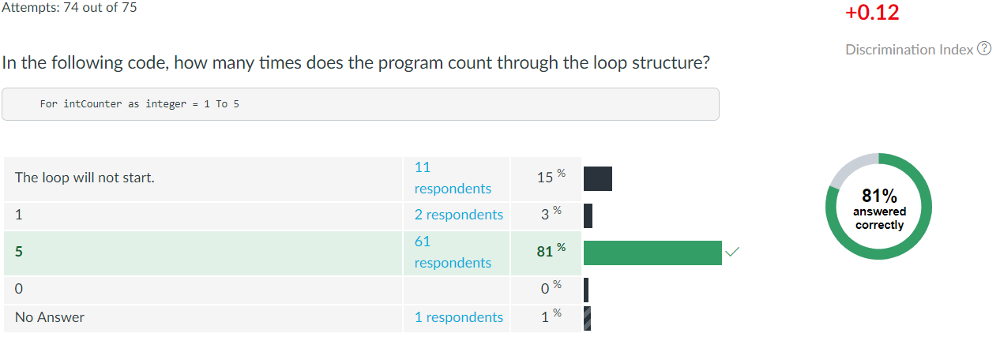 Attempts: 74 out of 75
+0.12
Discrimination Index ?
In the following code, how many times does the program count through the loop structure?
For intCounter as integer = 1 To 5
The loop will not start.
11 respondents
15 %
1
2 respondents
3 %
5
61 respondents
81 %
0
0 %
No Answer
1 respondents
1 %
81%
answered
correctly